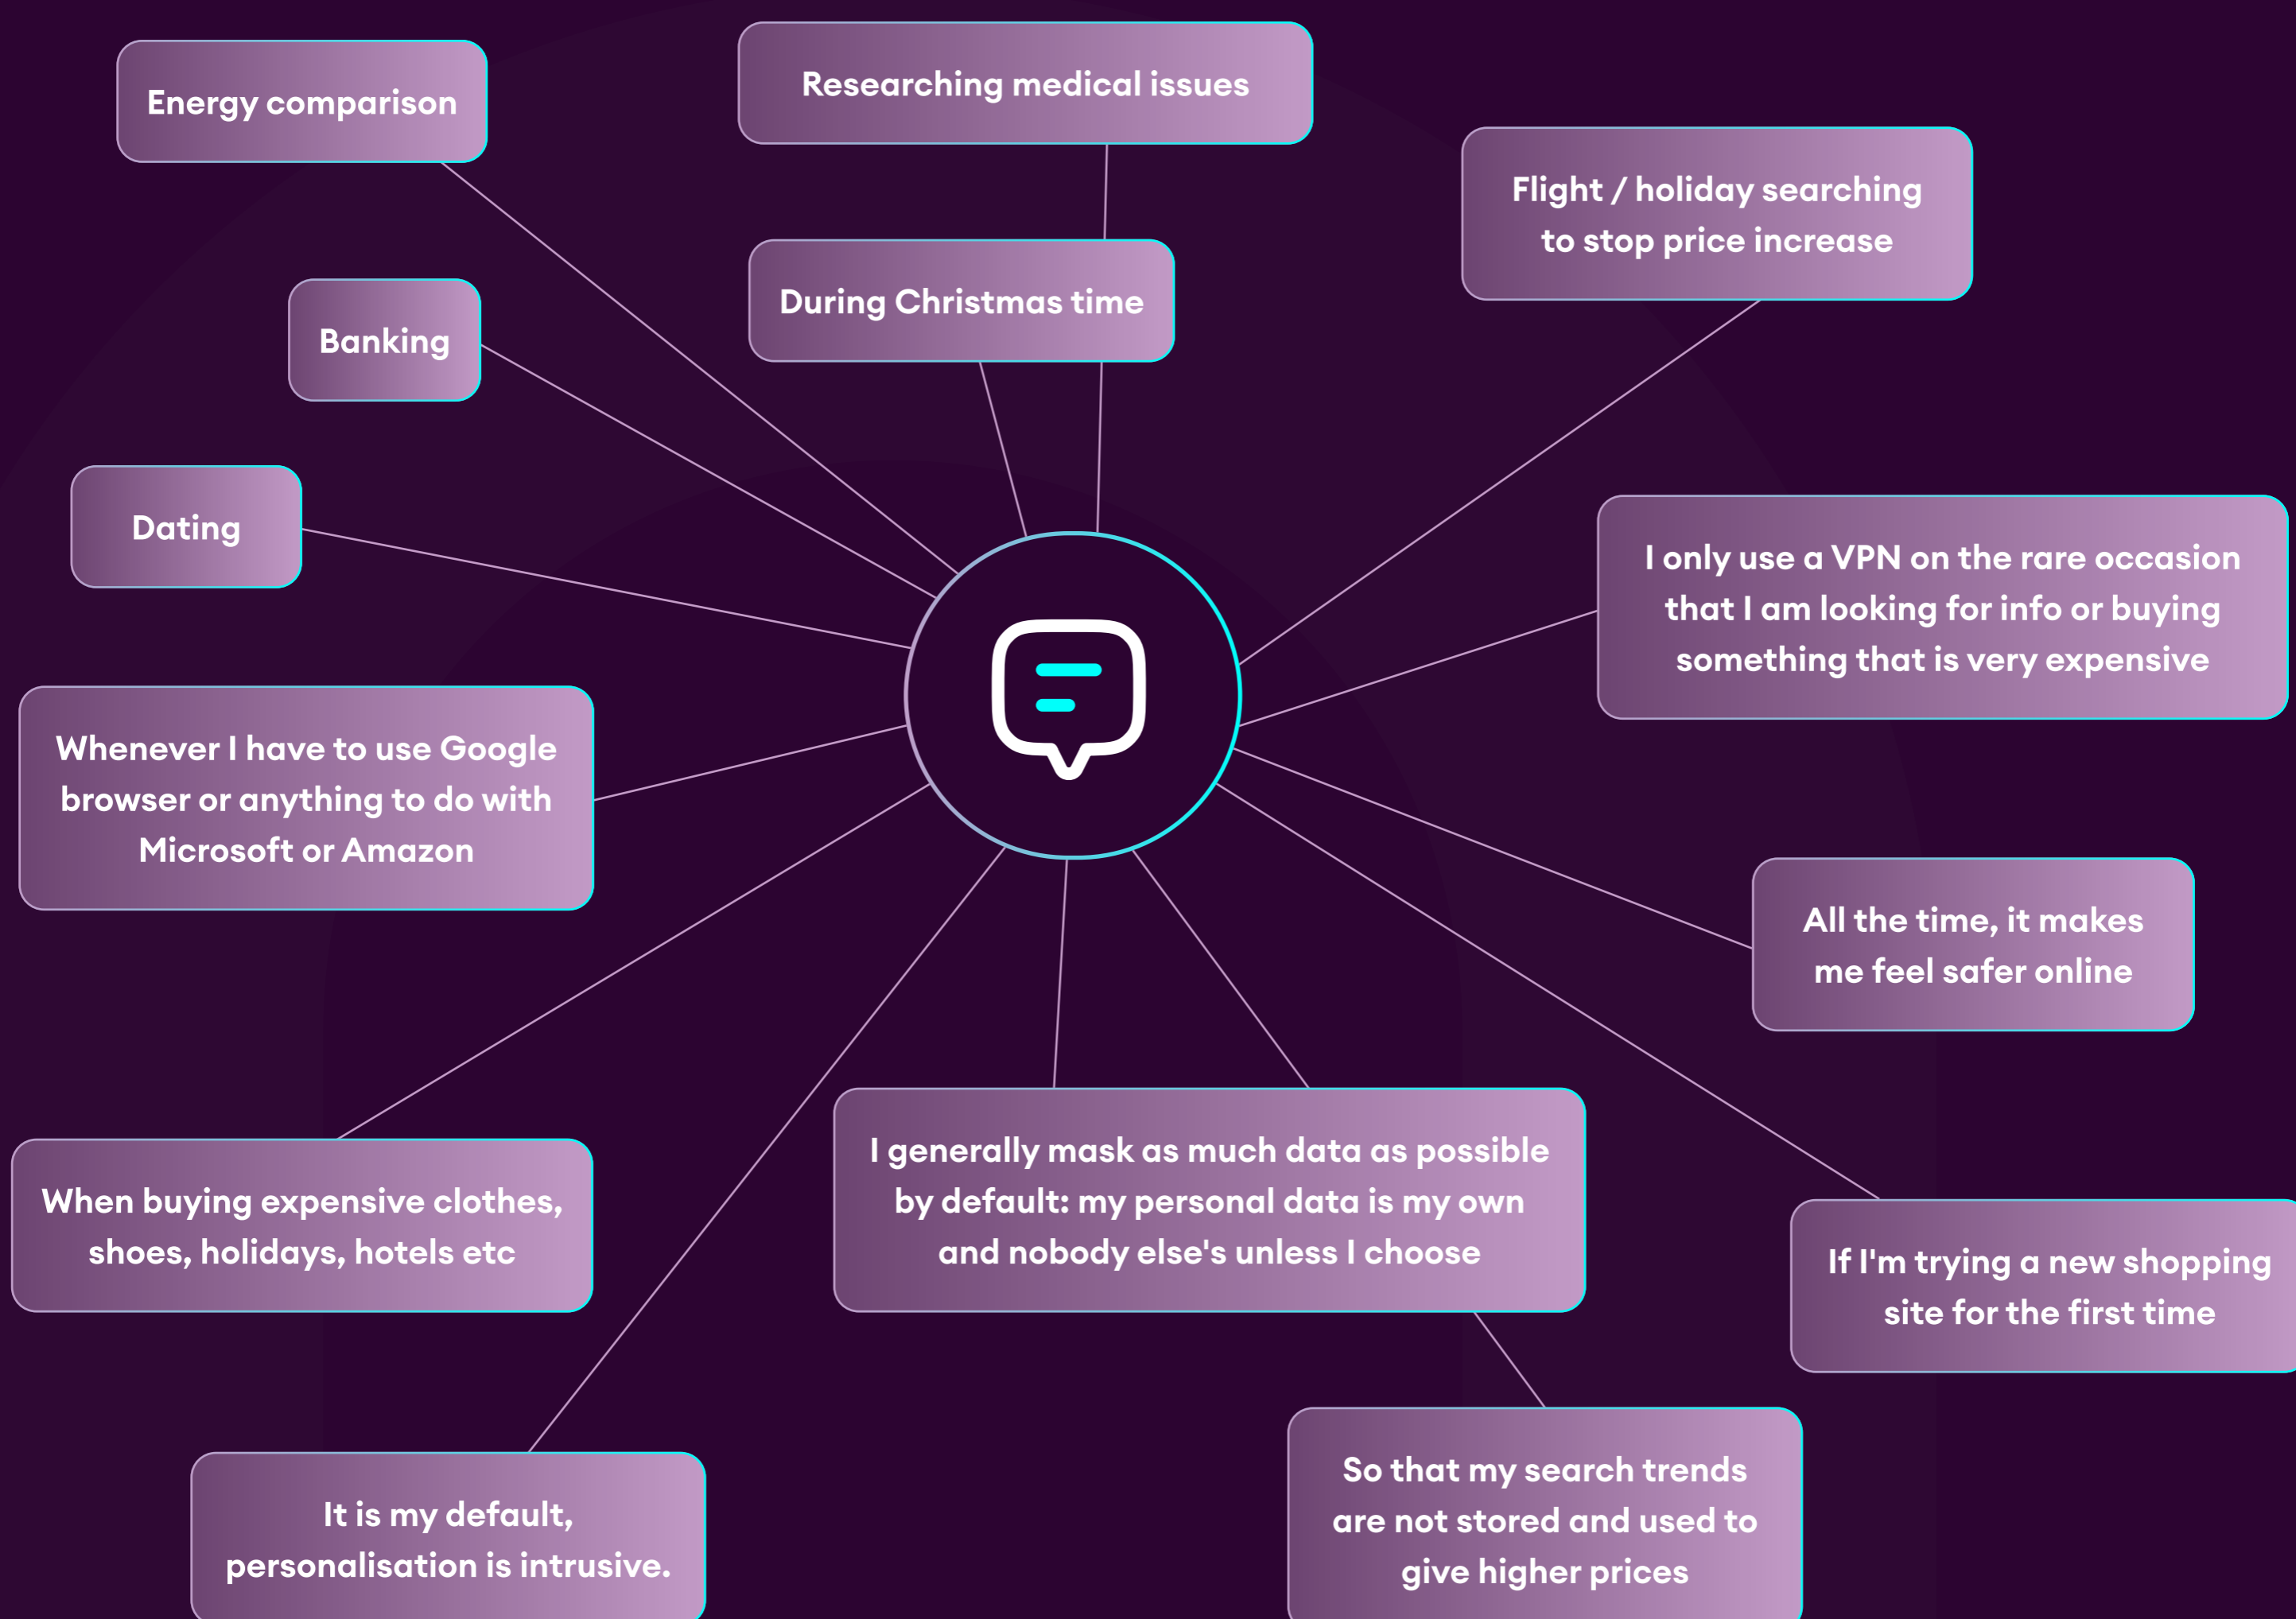 Energy comparison
Researching medical issues
Flight / holiday searching
to stop price increase
During Christmas time
Banking
Dating
I only use a VPN on the rare occasion
that I am looking for info or buying
something that is very expensive
Whenever I have to use Google
browser or anything to do with
Microsoft or Amazon
All the time, it makes
me feel safer online
When buying expensive clothes,
shoes, holidays, hotels etc
I generally mask as much data as possible
by default: my personal data is my own
and nobody else's unless I choose
If I'm trying a new shopping
site for the first time
It is my default,
personalisation is intrusive.
So that my search trends
are not stored and used to
give higher prices